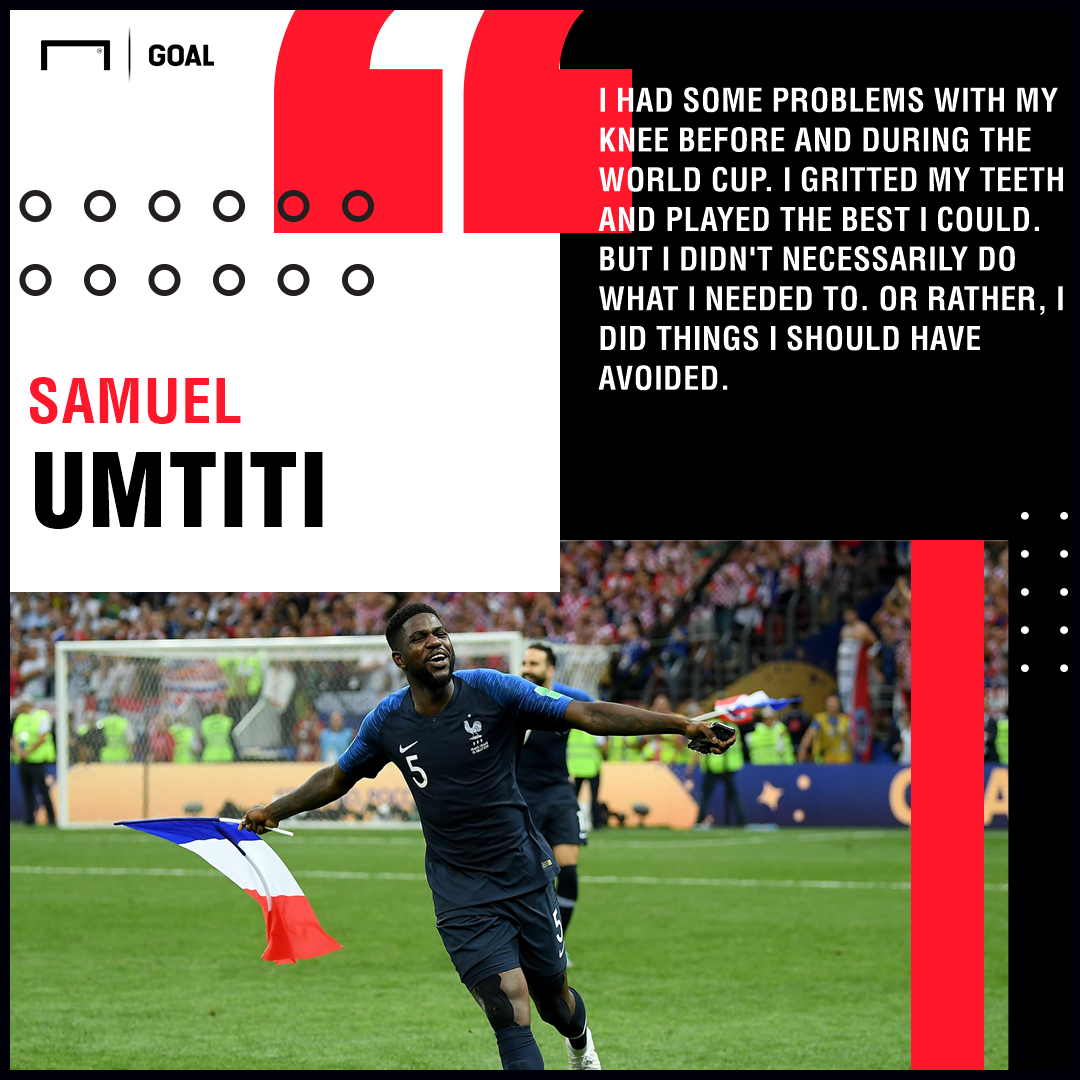 GOAL
I HAD SOME PROBLEMS WITH MY
KNEE BEFORE AND DURING THE
WORLD CUP. I GRITTED MY TEETH
AND PLAYED THE BEST I COULD.
BUT I DIDN'T NECESSARILY DO
WHAT I NEEDED TO. OR RATHER, I
DID THINGS I SHOULD HAVE
AVOIDED.
SAMUEL
UMTITI
5
5